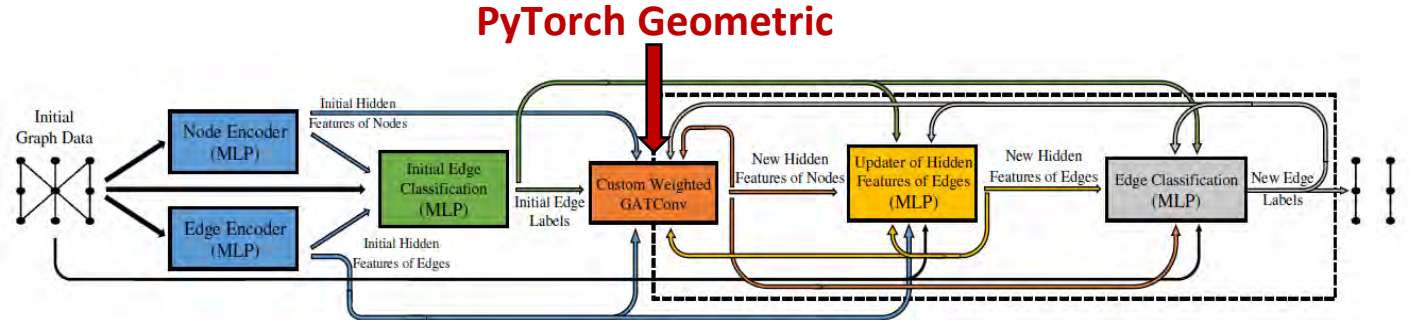 PyTorch Geometric
Initial
Graph Data
Node Encoder
(MLP)
Edge Encoder
(MLP)
Initial Hidden
Features of Nodes
Initial Hidden
Features of Edges
Initial Edge
Classification
(MLP)
Initial Edge
Labels
Custom Weighted
GATConv
New Hidden
Features of Nodes
Updater of Hidden
Features of Edges
(MLP)
New Hidden
Features of Edges
Edge Classification
(MLP)
New Edge
Labels